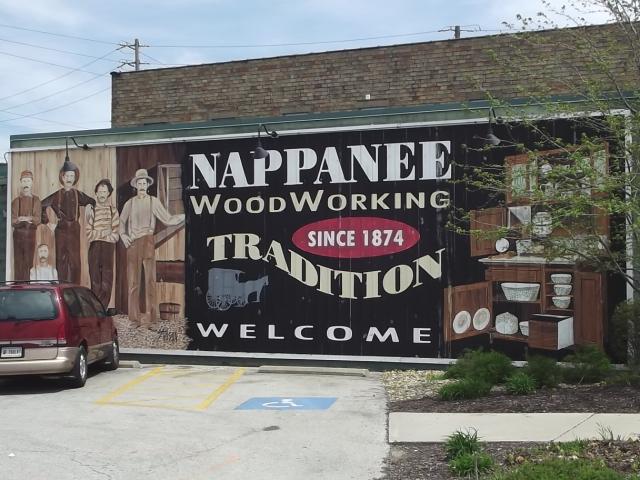 NAPPANEE
WOODWORKING
SINCE 1874
TRADITION
WELCOME